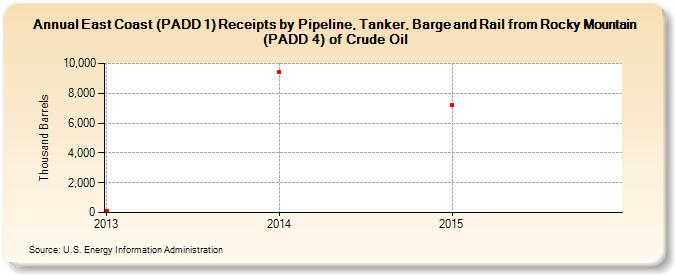 Annual East Coast (PADD 1) Receipts by Pipeline, Tanker, Barge and Rail from Rocky Mountain
(PADD 4) of Crude Oil
Thousand Barrels
10,000
8,000
6,000
4,000
2,000
0
2013 2014 2015
Source: U.S. Energy Information Administration